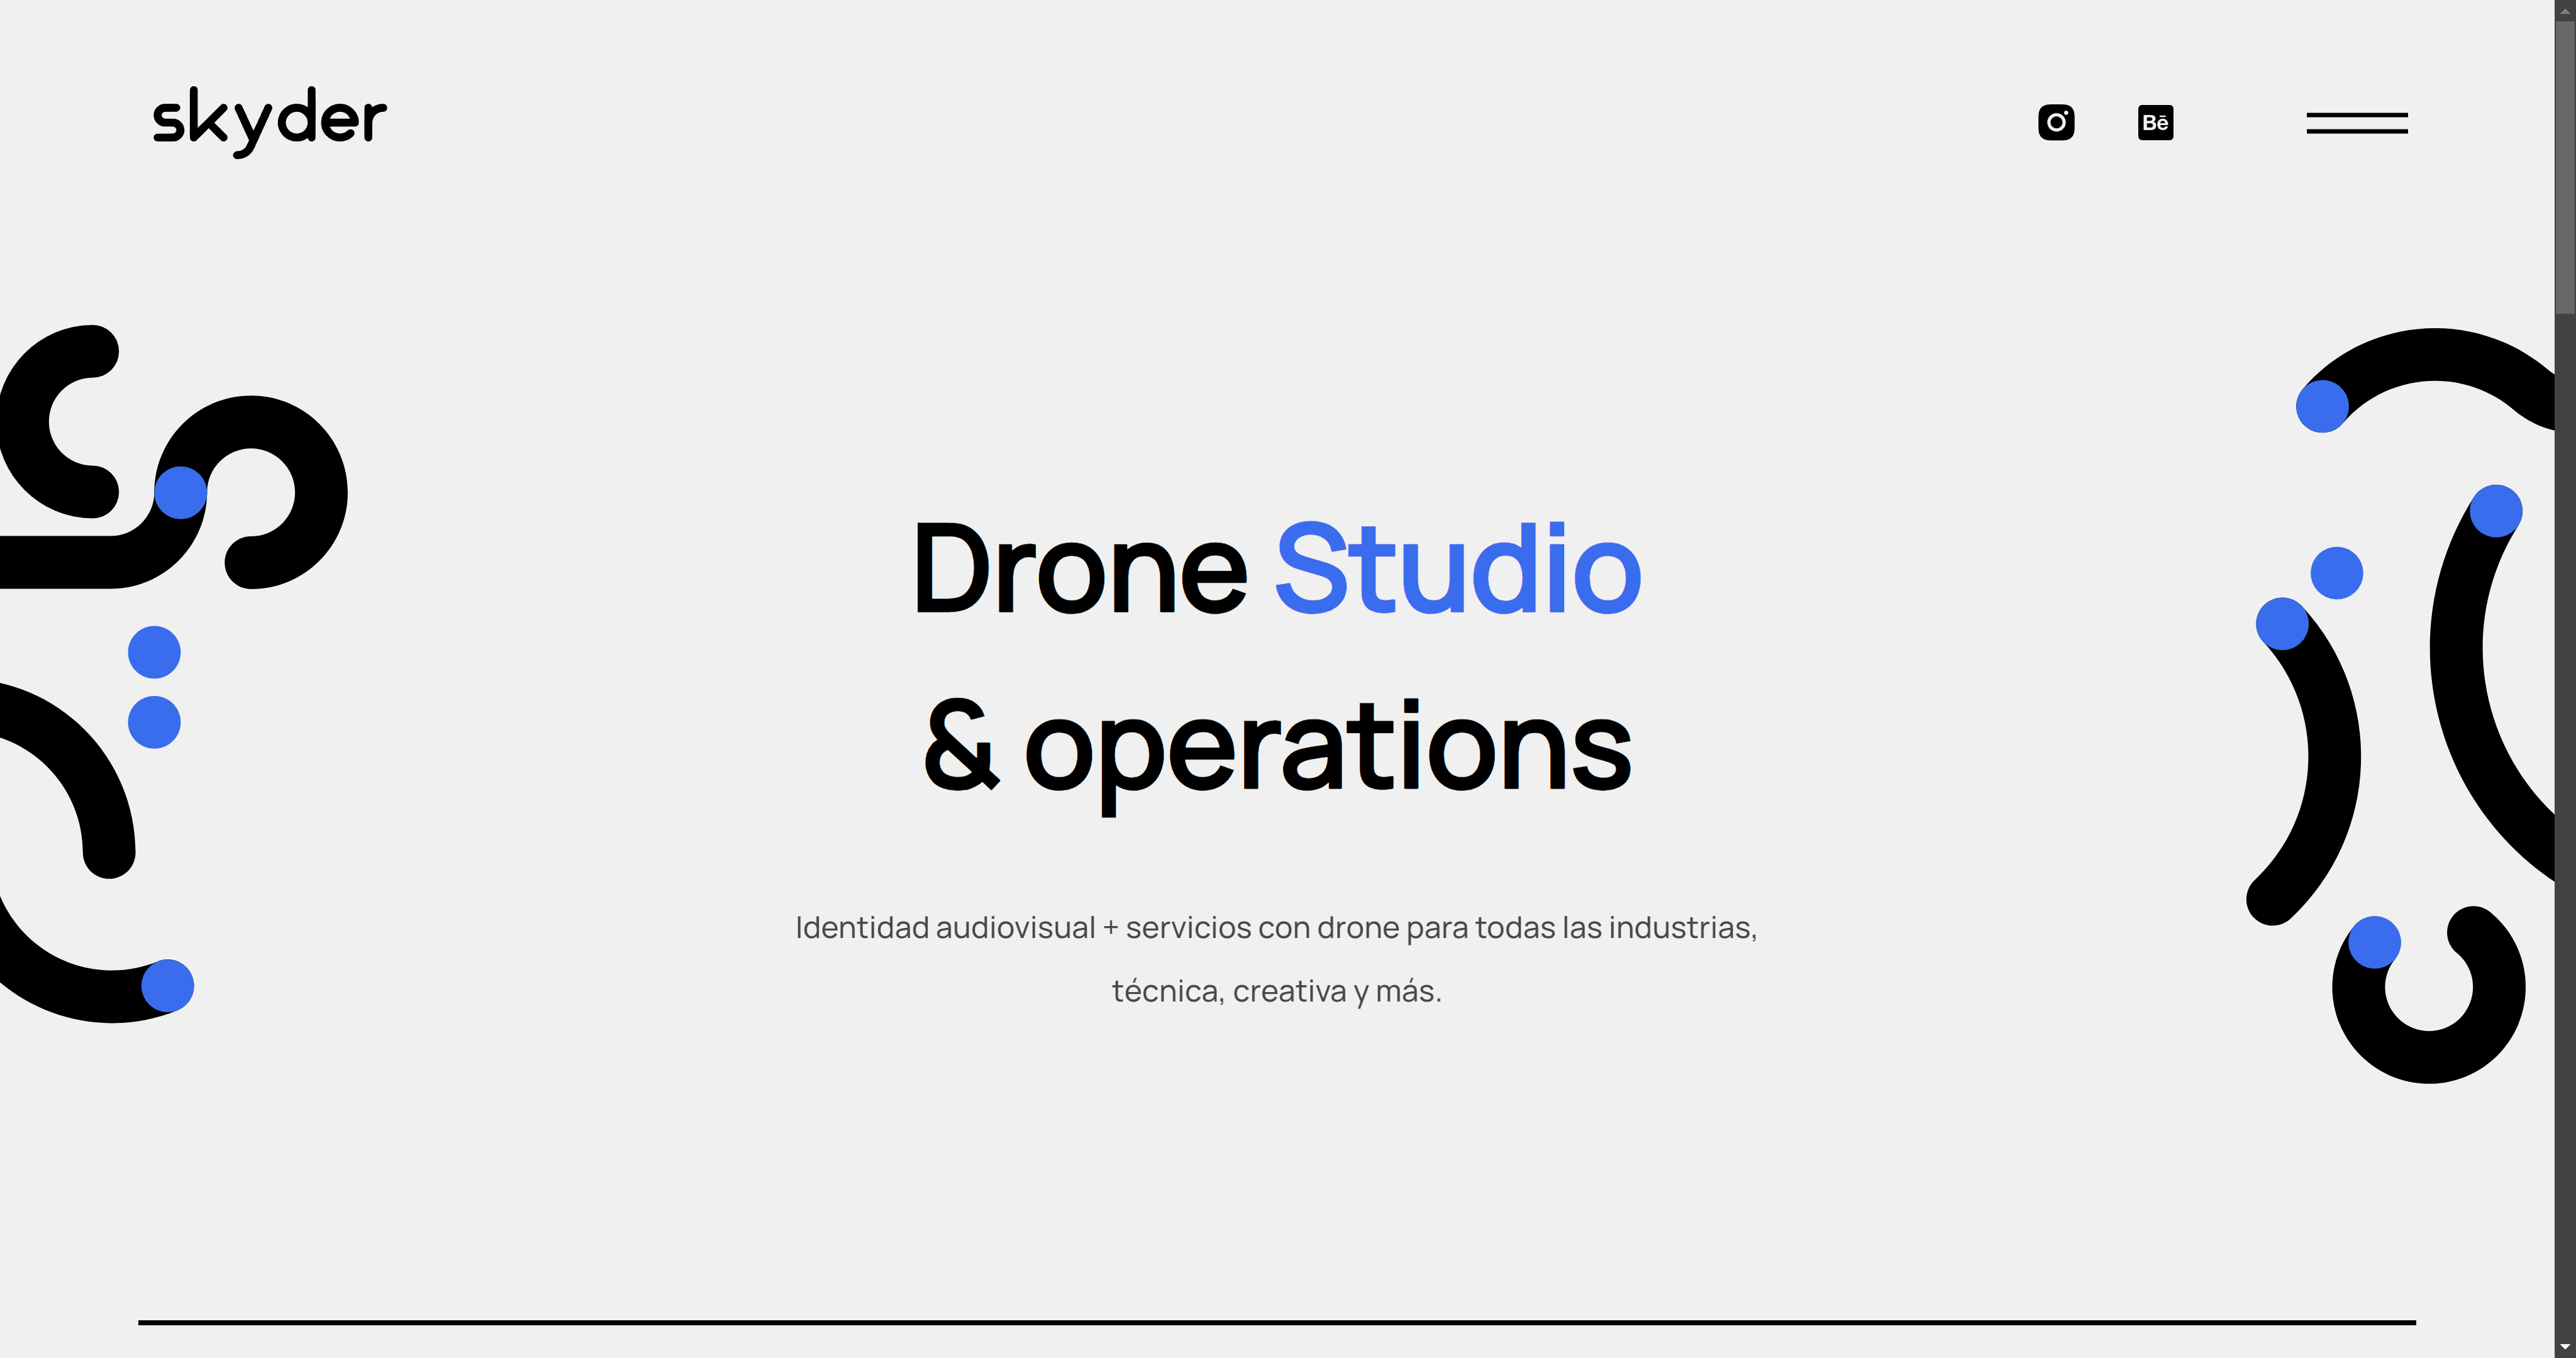 skyder
Bē
Drone Studio
& operations
Identidad audiovisual + servicios con drone para todas las industrias,
técnica, creativa y más.